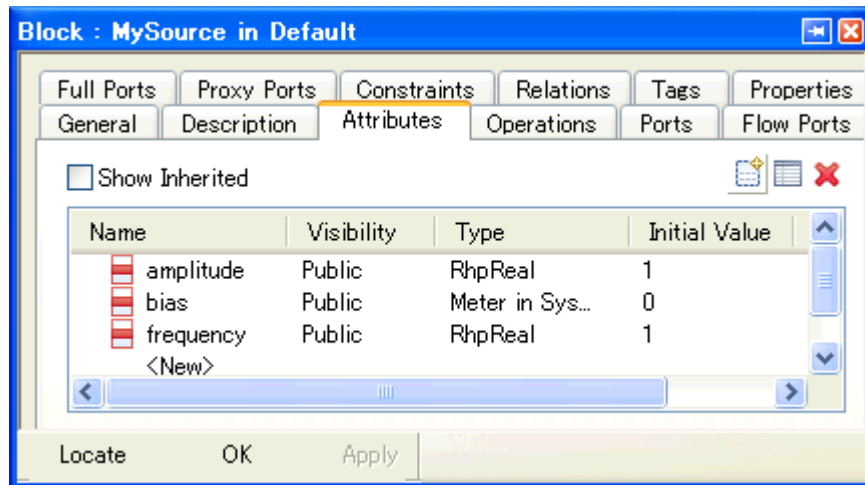 Block : MySource in Default
Full Ports Proxy Ports Constraints Relations Tags Properties
General Description Attributes Operations Ports Flow Ports
Show Inherited
Name Visibility Type Initial Value
amplitude Public RhpReal 1
bias Public Meter in Sys... 0
frequency Public RhpReal 1
<New>
Locate OK Apply